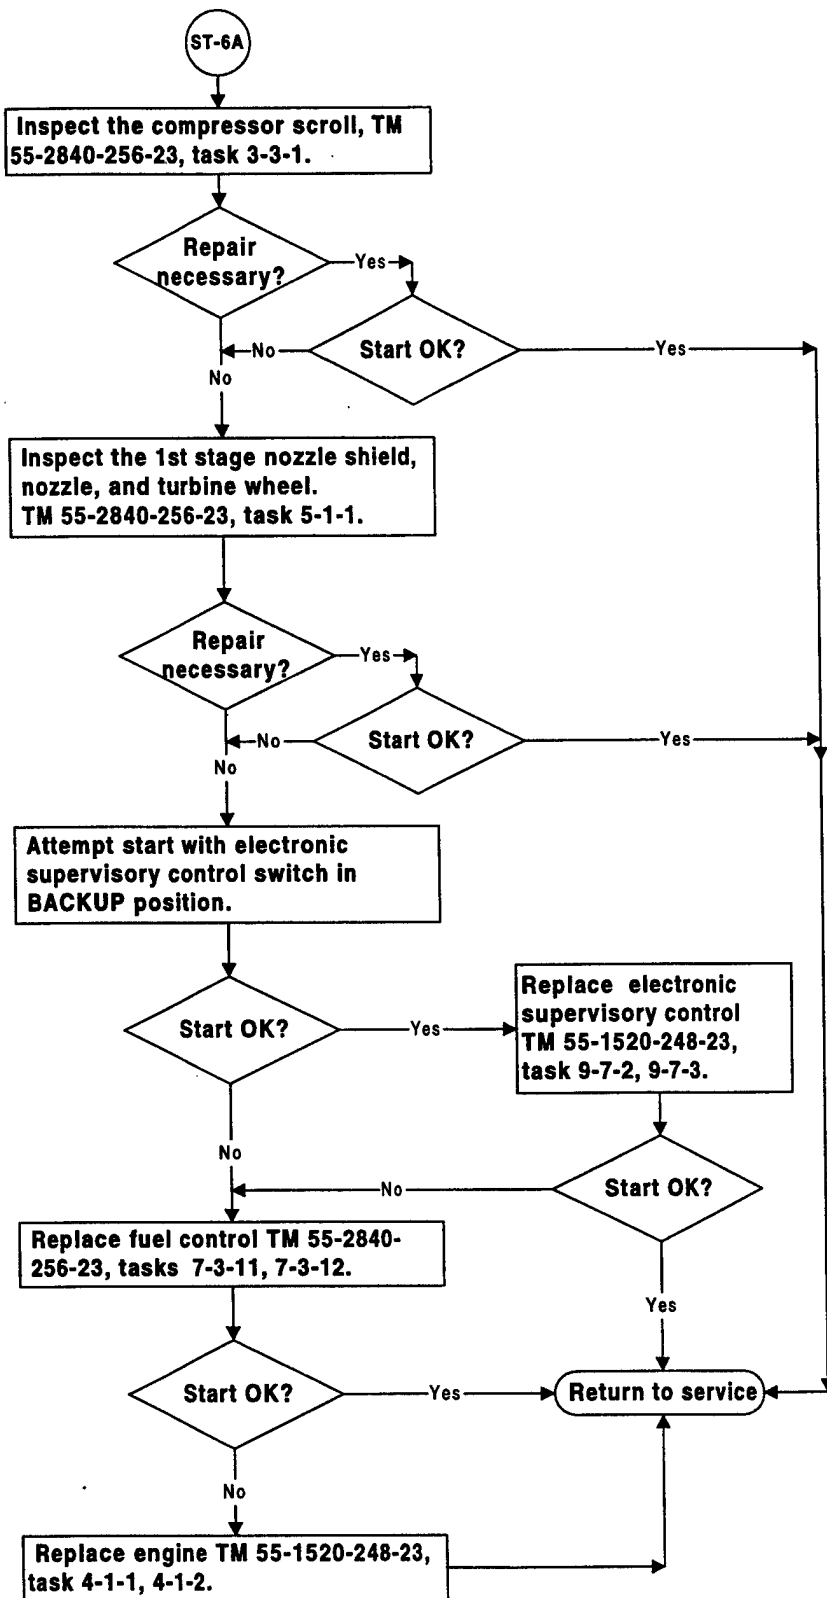 ST-6A
Inspect the compressor scroll, TM
55-2840-256-23, task 3-3-1.
Repair
necessary?
Yes
Start OK?
No
Yes
No
Inspect the 1st stage nozzle shield,
nozzle, and turbine wheel.
TM 55-2840-256-23, task 5-1-1.
Repair
necessary?
Yes
Start OK?
No
Yes
No
Attempt start with electronic
supervisory control switch in
BACKUP position.
Start OK?
Yes
Replace electronic
supervisory control
TM 55-1520-248-23,
task 9-7-2, 9-7-3.
No
Start OK?
No
Replace fuel control TM 55-2840-
256-23, tasks 7-3-11, 7-3-12.
Yes
Start OK?
Yes
Return to service
No
Replace engine TM 55-1520-248-23,
task 4-1-1, 4-1-2.